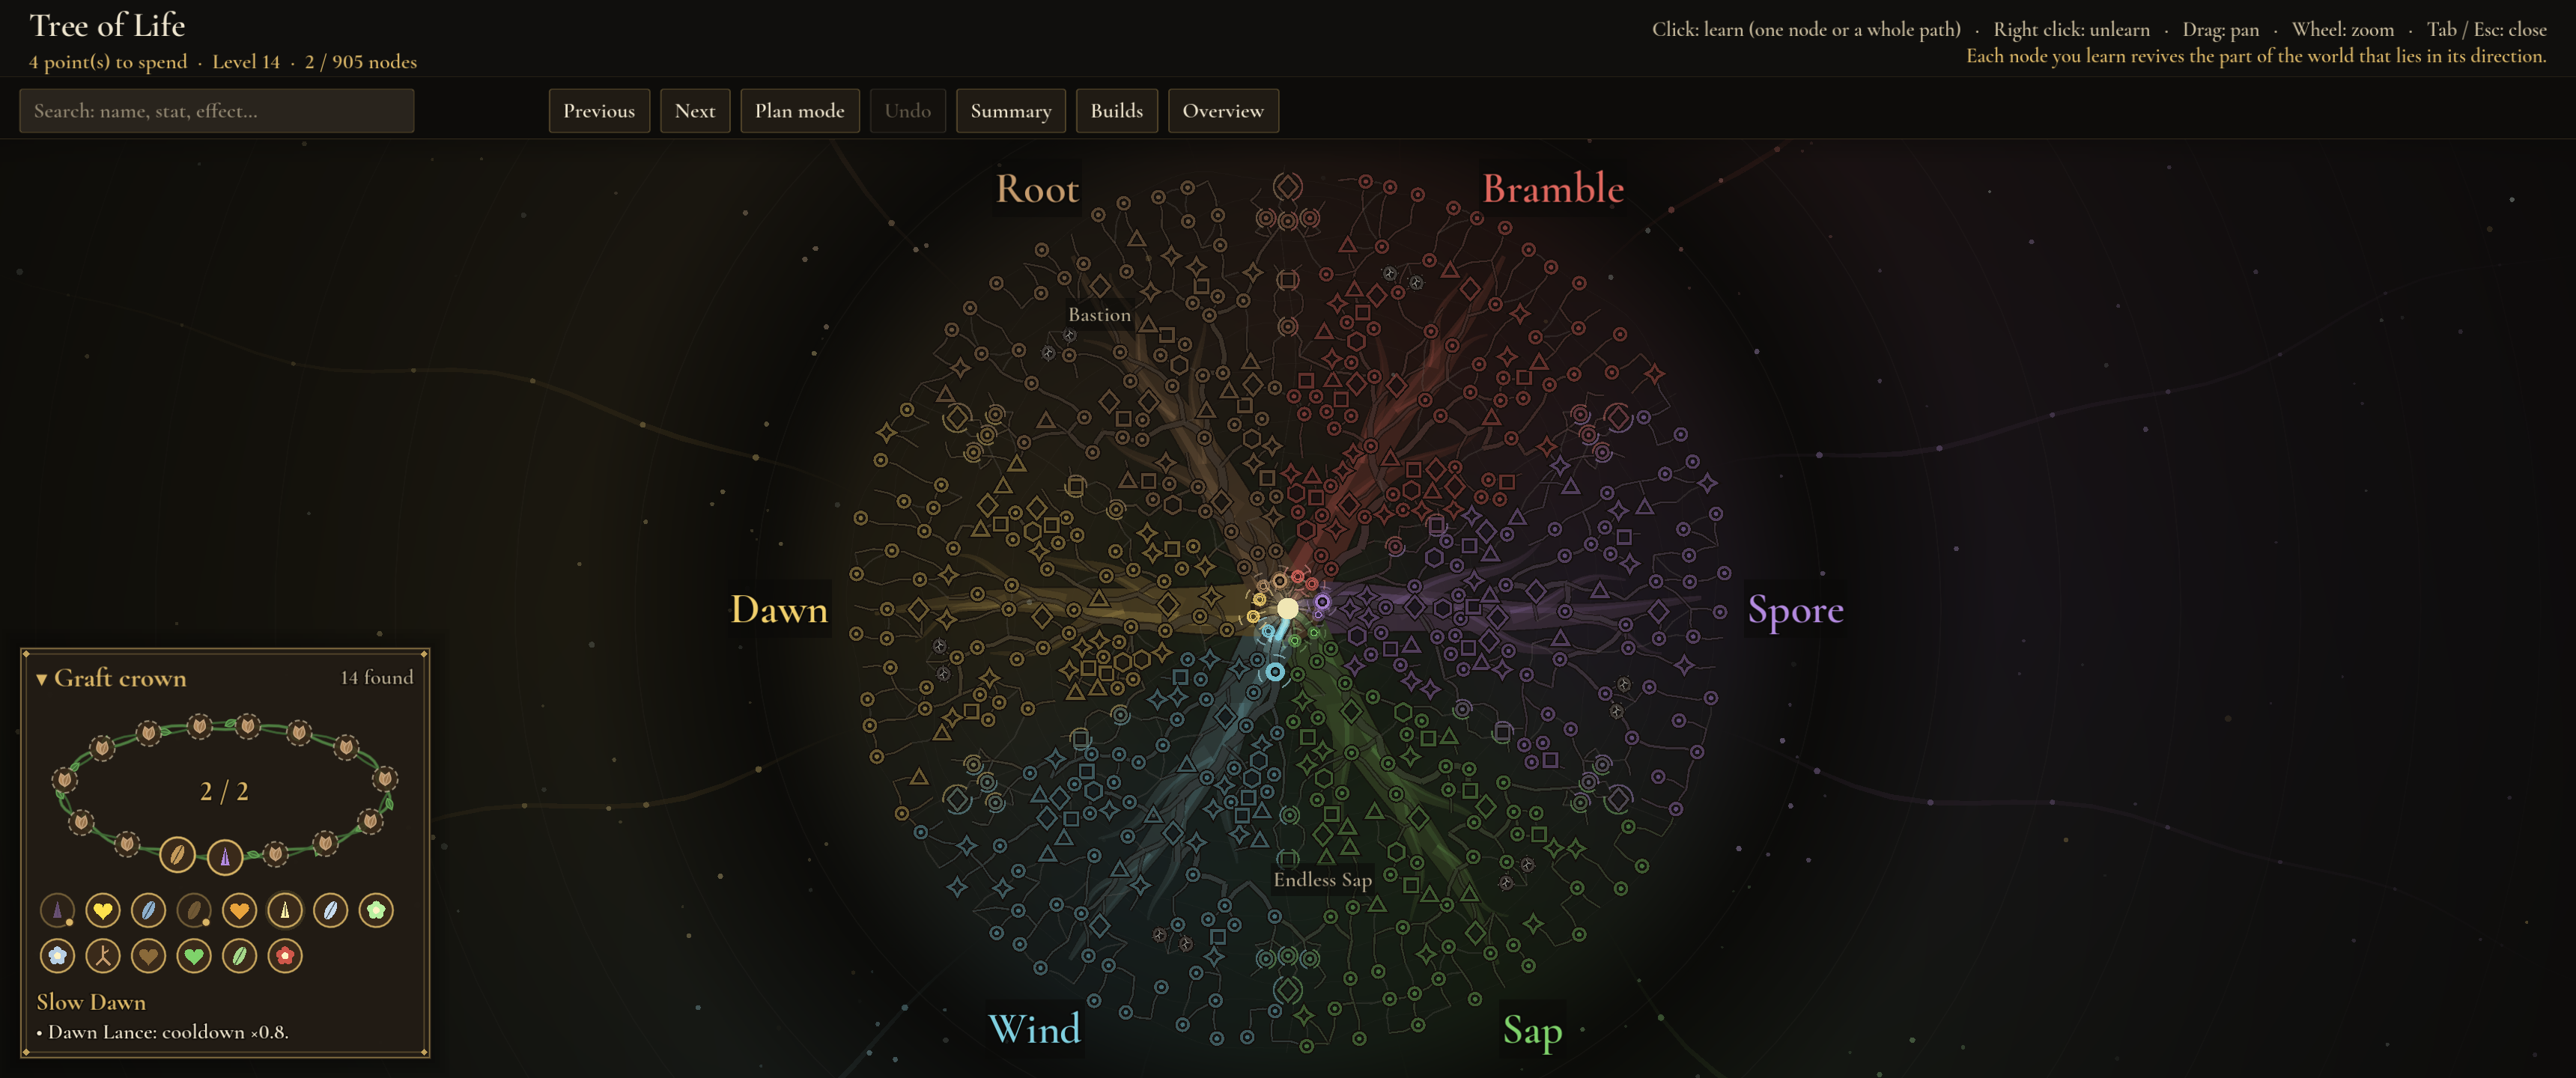 Tree of Life
4 point(s) to spend · Level 14 · 2 / 905 nodes
Click: learn (one node or a whole path) · Right click: unlearn · Drag: pan · Wheel: zoom · Tab / Esc: close
Each node you learn revives the part of the world that lies in its direction.
Search: name, stat, effect...
Previous
Next
Plan mode
Undo
Summary
Builds
Overview
Root
Bramble
Bastion
Dawn
Spore
▾ Graft crown
14 found
2 / 2
Endless Sap
Slow Dawn
• Dawn Lance: cooldown ×0.8.
Wind
Sap